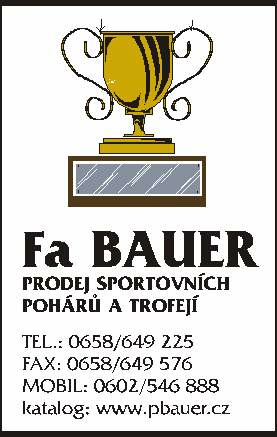 Fa BAUER
PRODEJ SPORTOVNÍCH
POHÁRŮ A TROFEJÍ
TEL.: 0658/649 225
FAX: 0658/649 576
MOBIL: 0602/546 888
katalog: www.pbauer.cz